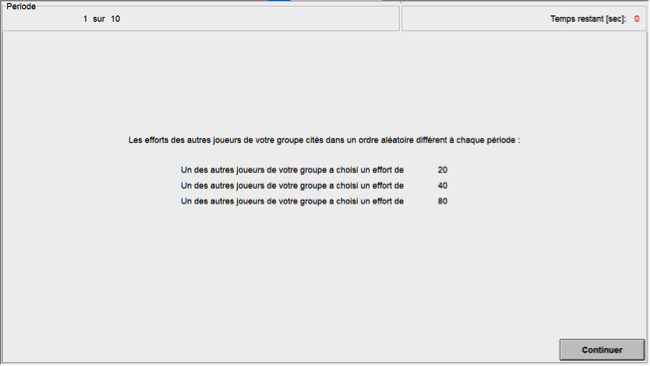 Periode
1 sur 10
Temps restant [sec]: 0
Les efforts des autres joueurs de votre groupe cités dans un ordre aléatoire différent à chaque période :
Un des autres joueurs de votre groupe a choisi un effort de 20
Un des autres joueurs de votre groupe a choisi un effort de 40
Un des autres joueurs de votre groupe a choisi un effort de 80
Continuer